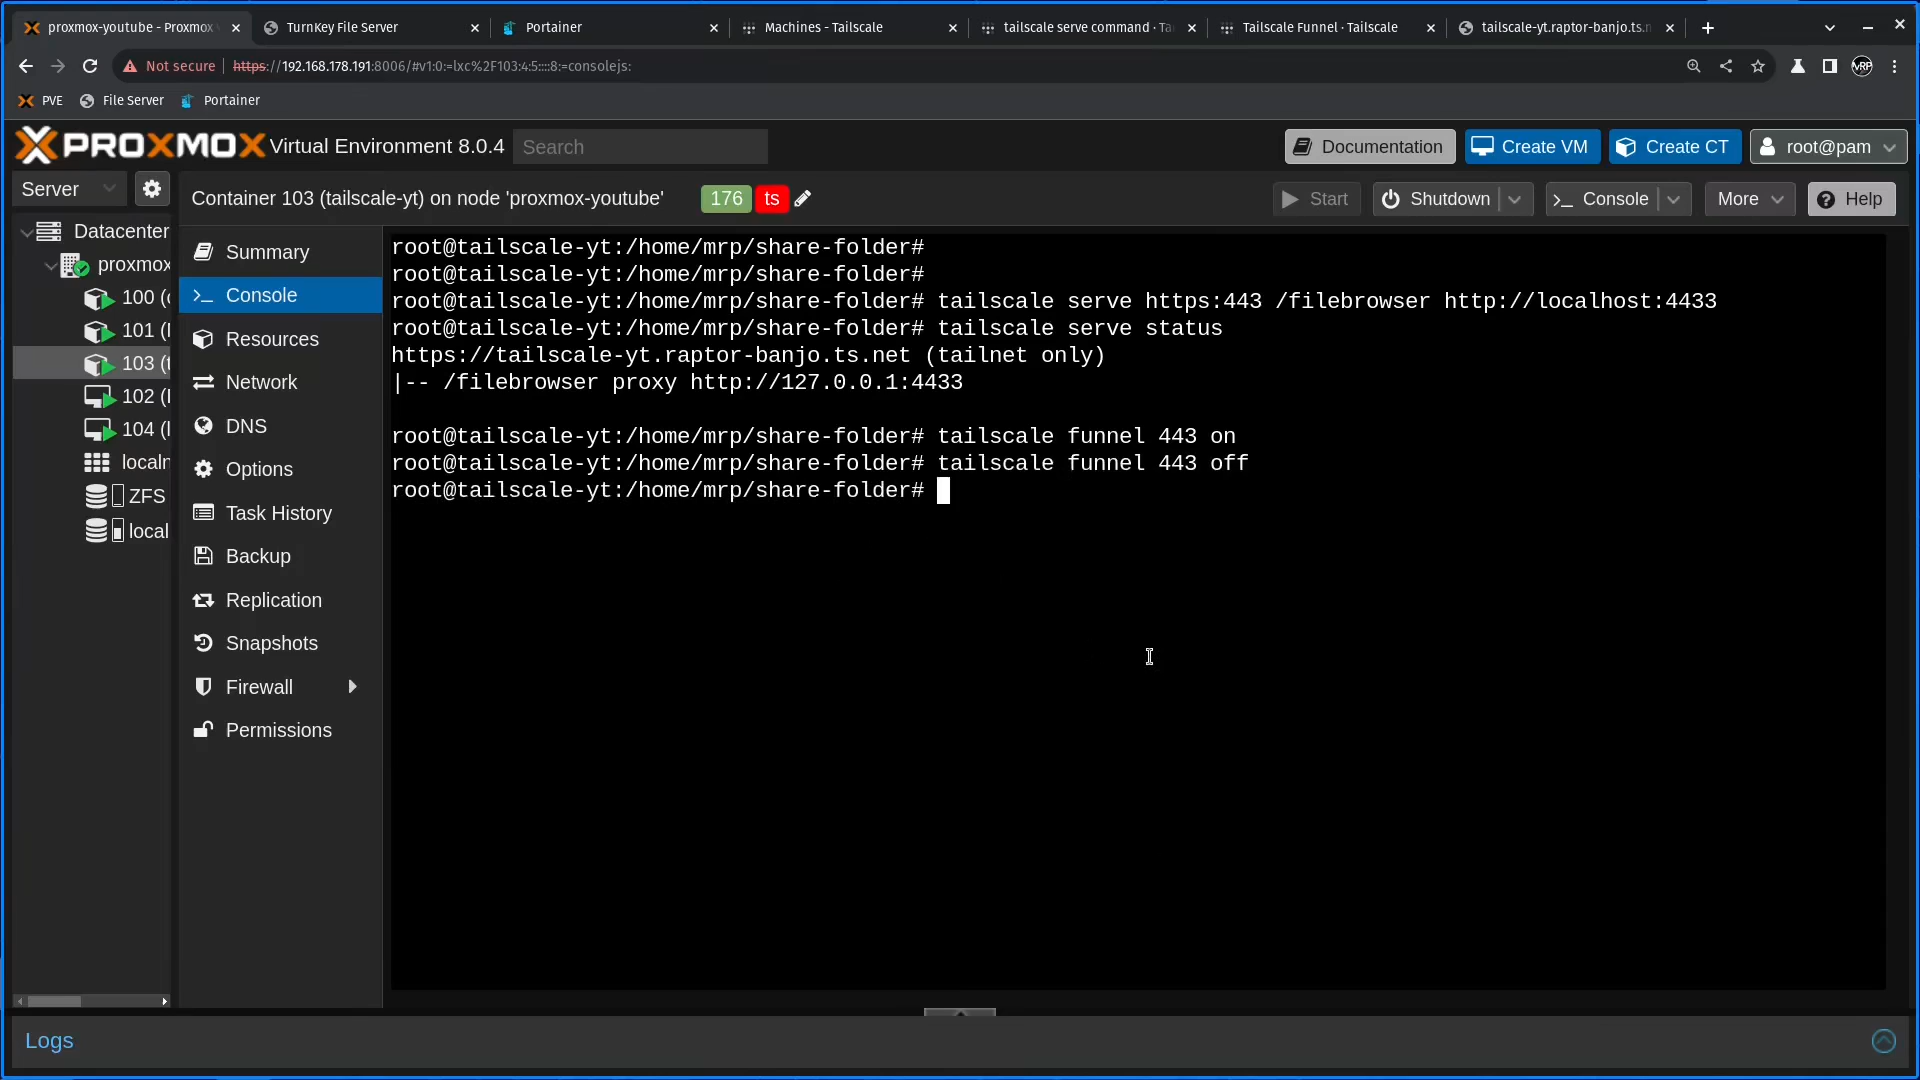 proxmox-youtube - Proxmox
TurnKey File Server
Portainer
Machines - Tailscale
tailscale serve command · Ta
Tailscale Funnel · Tailscale
tailscale-yt.raptor-banjo.ts.n
Not secure
https://192.168.178.191:8006/#v1:0:=lxc%2F103:4:5::::8:=consolejs:
PVE
File Server
Portainer
PROXMOX Virtual Environment 8.0.4
Search
Documentation
Create VM
Create CT
root@pam
Server
Container 103 (tailscale-yt) on node 'proxmox-youtube'
176
ts
Start
Shutdown
Console
More
Help
Datacenter
proxmox
100
101
103
102
104
localn
ZFS
local
Summary
Console
Resources
Network
DNS
Options
Task History
Backup
Replication
Snapshots
Firewall
Permissions
root@tailscale-yt:/home/mrp/share-folder#
root@tailscale-yt:/home/mrp/share-folder#
root@tailscale-yt:/home/mrp/share-folder# tailscale serve https:443 /filebrowser http://localhost:4433
root@tailscale-yt:/home/mrp/share-folder# tailscale serve status
https://tailscale-yt.raptor-banjo.ts.net (tailnet only)
|-- /filebrowser proxy http://127.0.0.1:4433
root@tailscale-yt:/home/mrp/share-folder# tailscale funnel 443 on
root@tailscale-yt:/home/mrp/share-folder# tailscale funnel 443 off
root@tailscale-yt:/home/mrp/share-folder#
Logs